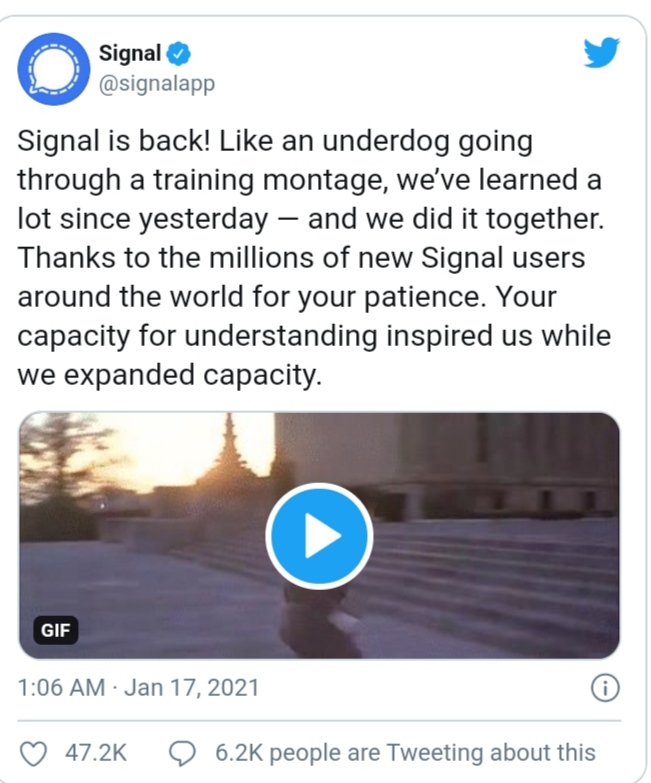 Signal
@signalapp
Signal is back! Like an underdog going
through a training montage, we’ve learned a
lot since yesterday — and we did it together.
Thanks to the millions of new Signal users
around the world for your patience. Your
capacity for understanding inspired us while
we expanded capacity.
GIF
1:06 AM · Jan 17, 2021
47.2K 6.2K people are Tweeting about this